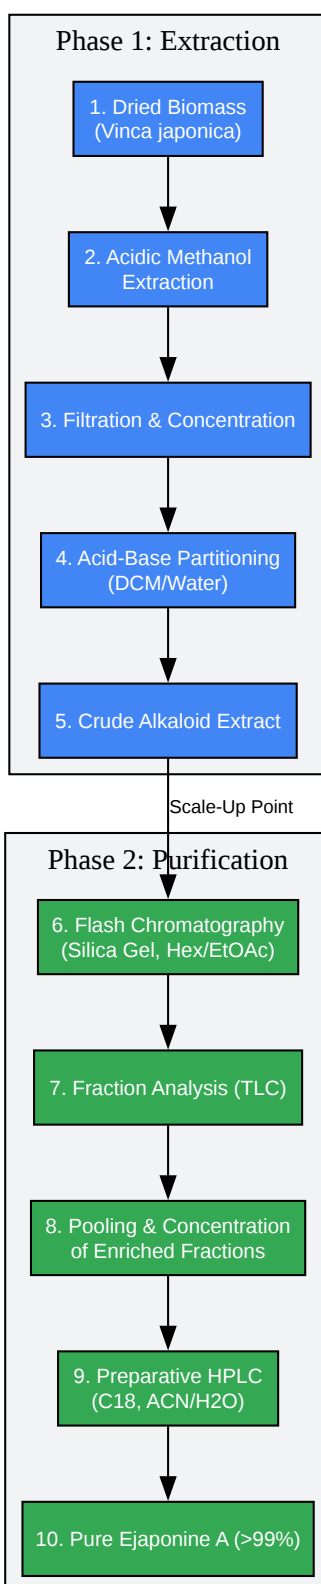 Phase 1: Extraction
1. Dried Biomass
(Vinca japonica)
2. Acidic Methanol
Extraction
3. Filtration & Concentration
4. Acid-Base Partitioning
(DCM/Water)
5. Crude Alkaloid Extract
Scale-Up Point
Phase 2: Purification
6. Flash Chromatography
(Silica Gel, Hex/EtOAc)
7. Fraction Analysis (TLC)
8. Pooling & Concentration
of Enriched Fractions
9. Preparative HPLC
(C18, ACN/H2O)
10. Pure Ejaponine A (>99%)